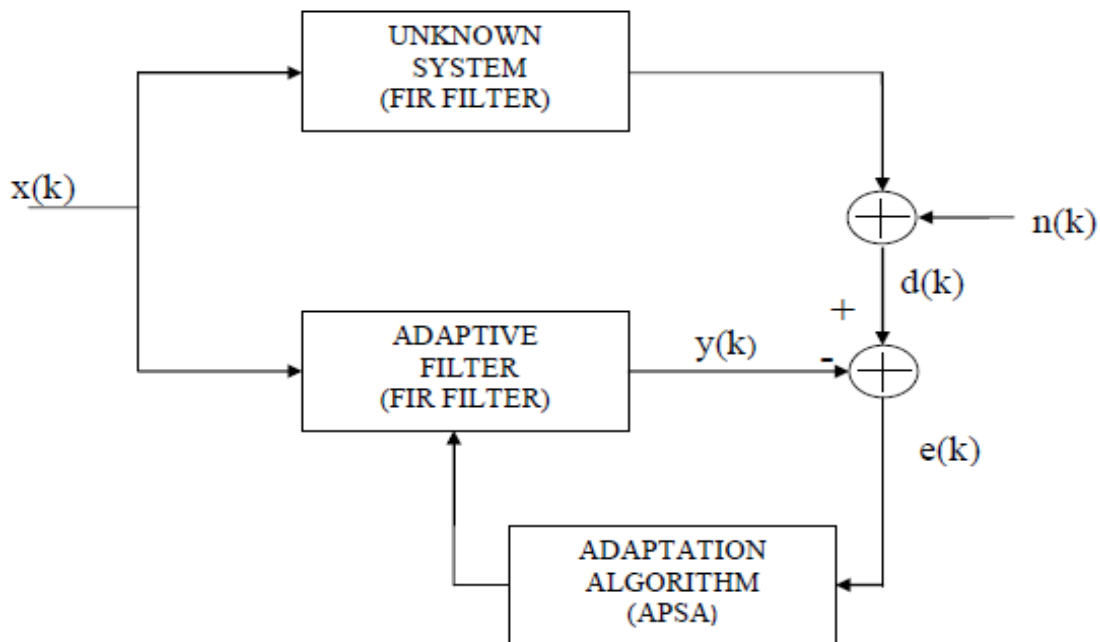 UNKNOWN
SYSTEM
(FIR FILTER)
x(k)
n(k)
d(k)
+
ADAPTIVE
FILTER
(FIR FILTER)
y(k)
-
e(k)
ADAPTATION
ALGORITHM
(APSA)